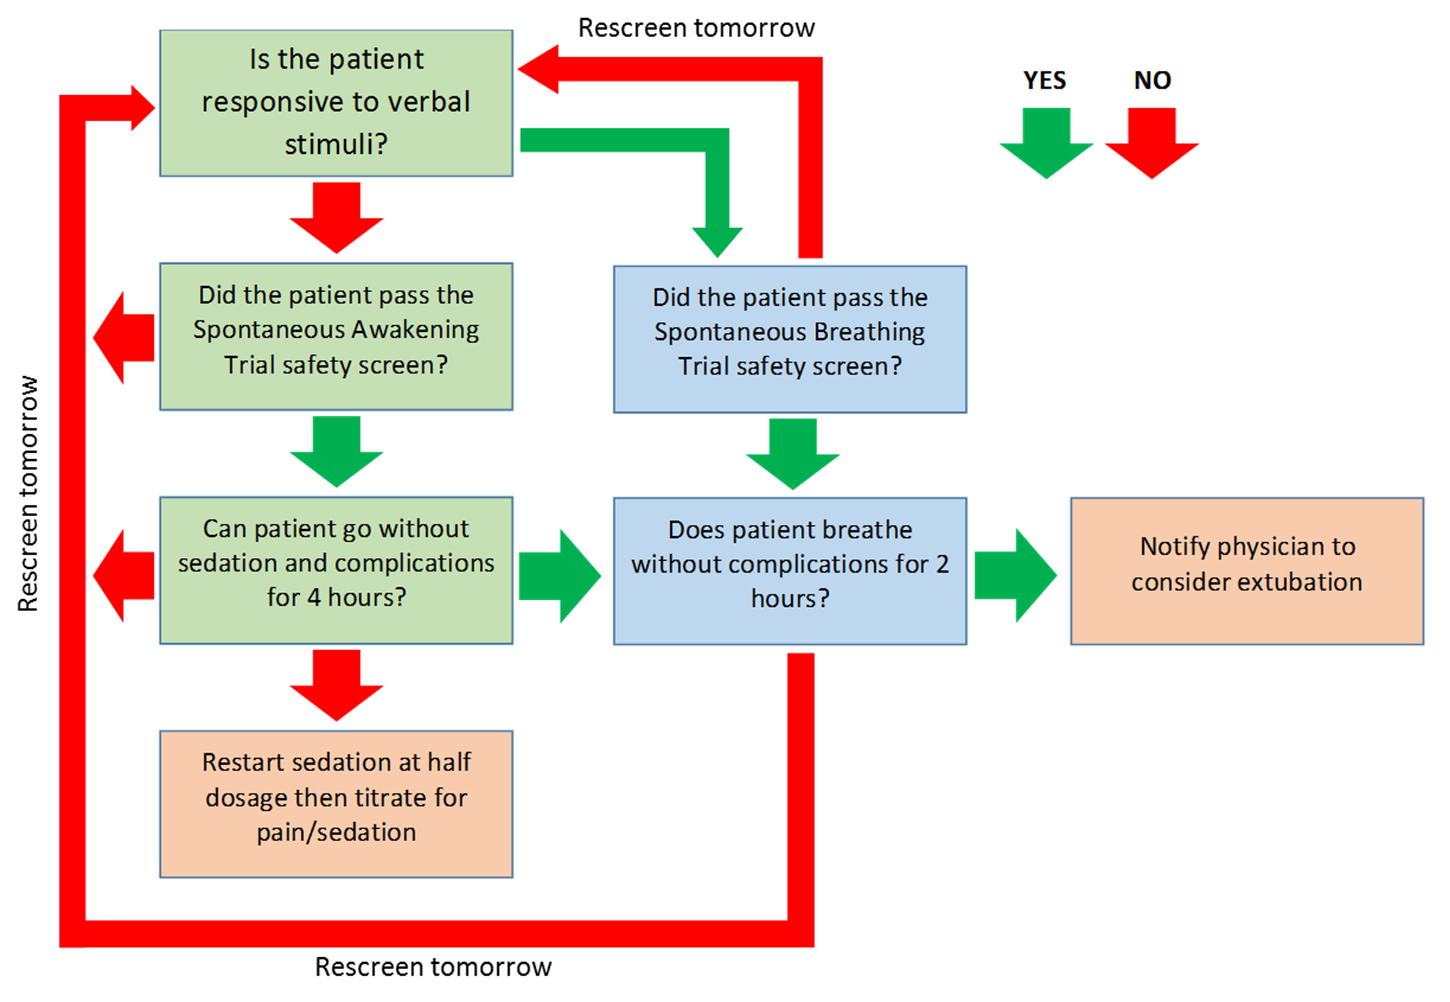 Rescreen tomorrow
Is the patient
responsive to verbal
stimuli?
YES
NO
Did the patient pass the
Spontaneous Awakening
Trial safety screen?
Did the patient pass the
Spontaneous Breathing
Trial safety screen?
Rescreen tomorrow
Can patient go without
sedation and complications
for 4 hours?
Does patient breathe
without complications for 2
hours?
Notify physician to
consider extubation
Restart sedation at half
dosage then titrate for
pain/sedation
Rescreen tomorrow